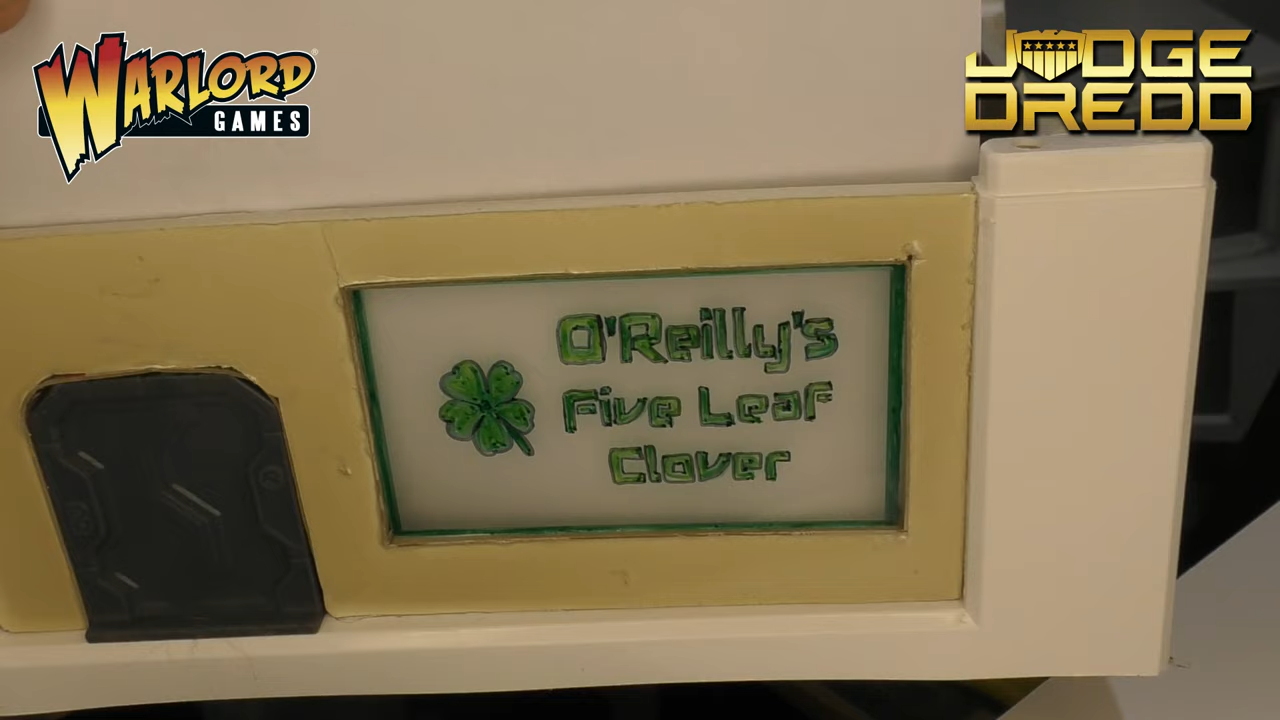 WARLORD
GAMES
JUDGE
DREDD
O'Reilly's
Five Leaf
Clover